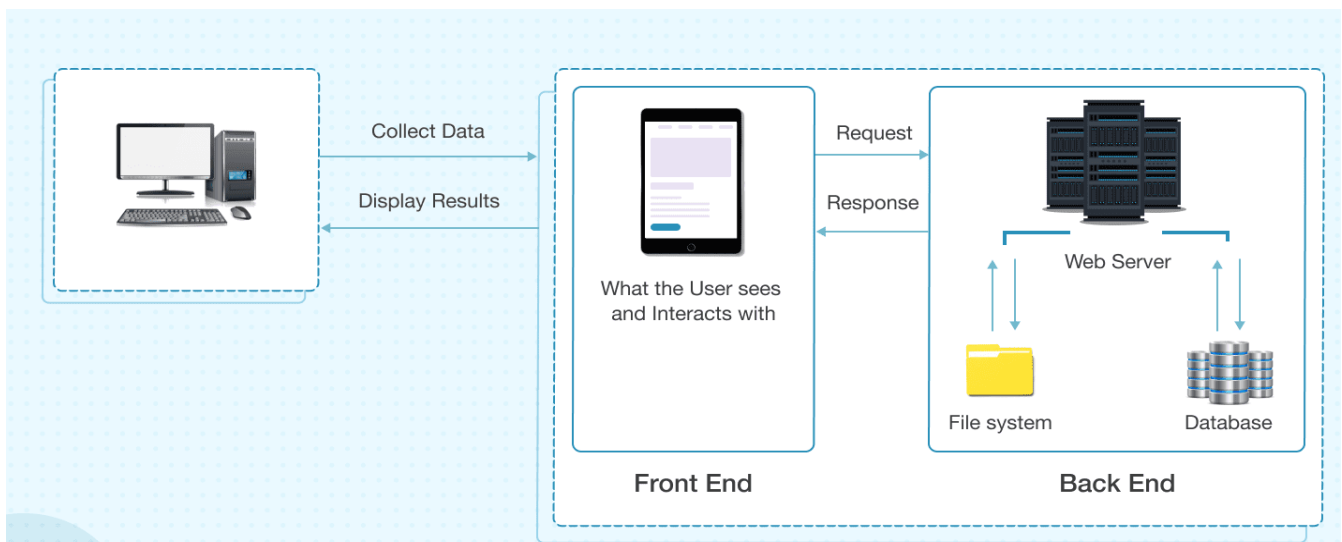 Collect Data
Display Results
What the User sees
and Interacts with
Front End
Request
Response
Web Server
File system
Database
Back End